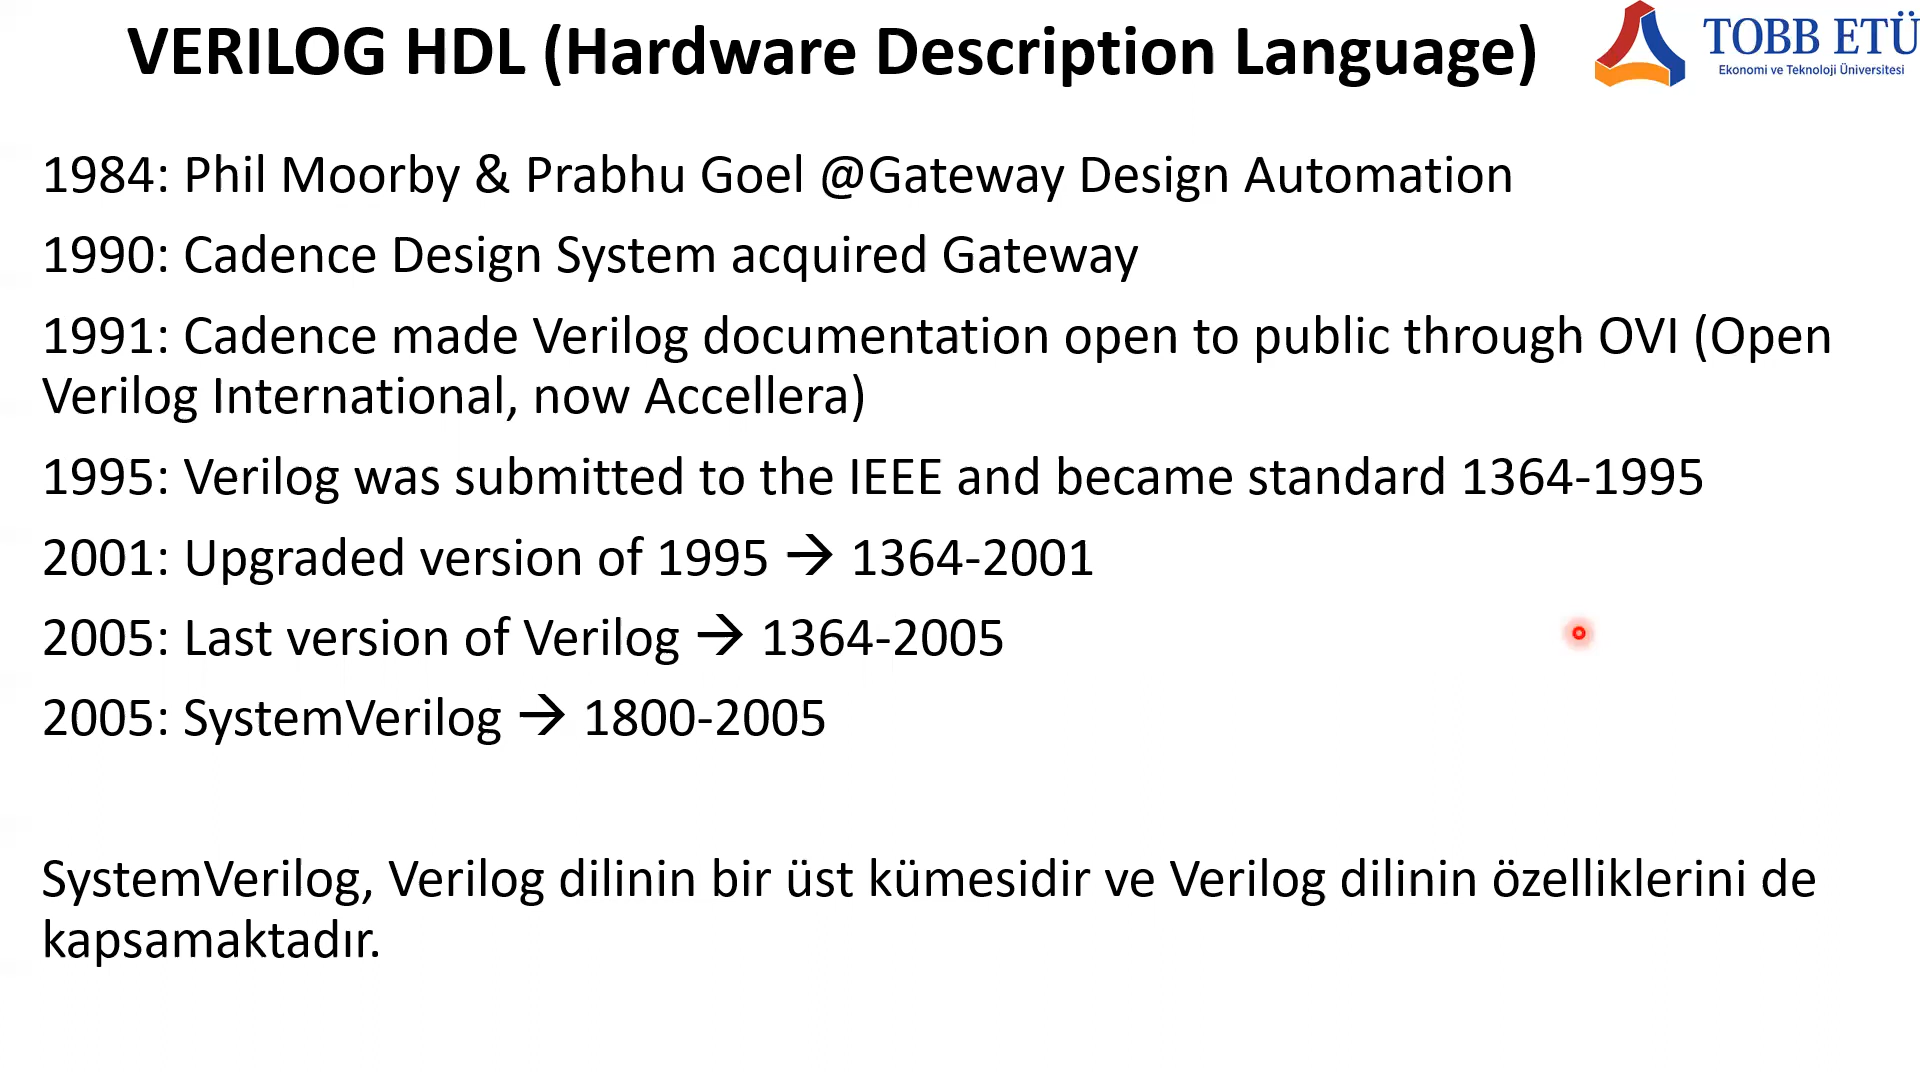 VERILOG HDL (Hardware Description Language)
TOBB ETÜ
Ekonomi ve Teknoloji Üniversitesi
1984: Phil Moorby & Prabhu Goel @Gateway Design Automation
1990: Cadence Design System acquired Gateway
1991: Cadence made Verilog documentation open to public through OVI (Open
Verilog International, now Accellera)
1995: Verilog was submitted to the IEEE and became standard 1364-1995
2001: Upgraded version of 1995 → 1364-2001
2005: Last version of Verilog → 1364-2005
2005: SystemVerilog → 1800-2005
SystemVerilog, Verilog dilinin bir üst kümesidir ve Verilog dilinin özelliklerini de
kapsamaktadır.